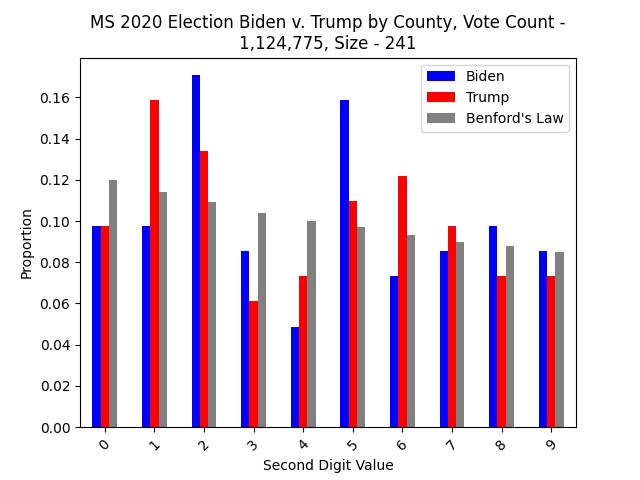 MS 2020 Election Biden v. Trump by County, Vote Count -
1,124,775, Size - 241
Biden
Trump
Benford's Law
Proportion
0.16
0.14
0.12
0.10
0.08
0.06
0.04
0.02
0.00
0 1 2 3 4 5 6 7 8 9
Second Digit Value